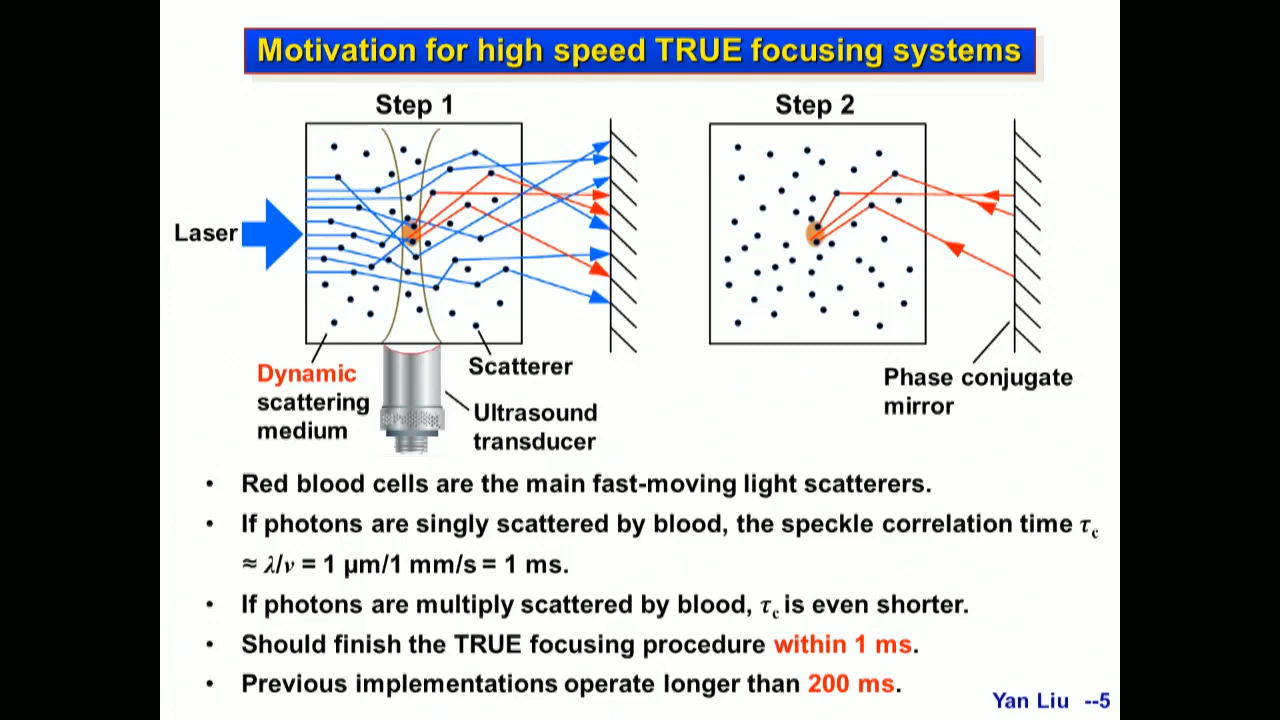 Motivation for high speed TRUE focusing systems
Step 1
Step 2
Laser
Dynamic
scattering
medium
Scatterer
Ultrasound
transducer
Phase conjugate
mirror
• Red blood cells are the main fast-moving light scatterers.
• If photons are singly scattered by blood, the speckle correlation time τc
≈ λ/v = 1 μm/1 mm/s = 1 ms.
• If photons are multiply scattered by blood, τc is even shorter.
• Should finish the TRUE focusing procedure within 1 ms.
• Previous implementations operate longer than 200 ms.
Yan Liu --5